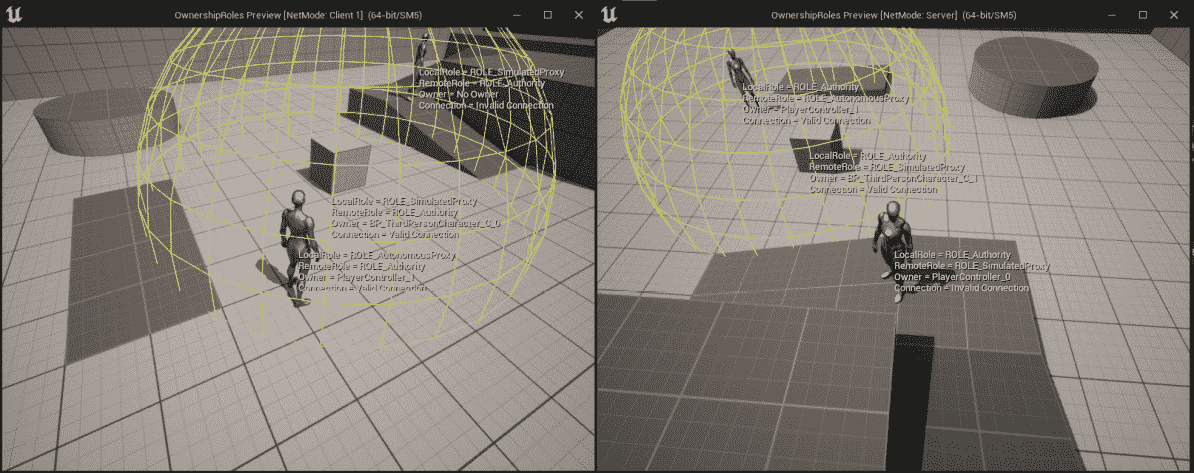 OwnershipRoles Preview [NetMode: Client 1] (64-bit/SM5)
LocalRole = ROLE_SimulatedProxy
RemoteRole = ROLE_Authority
Owner = No Owner
Connection = Invalid Connection
LocalRole = ROLE_SimulatedProxy
RemoteRole = ROLE_Authority
Owner = BP_ThirdPersonCharacter_C_0
Connection = Valid Connection
LocalRole = ROLE_AutonomousProxy
RemoteRole = ROLE_Authority
Owner = PlayerController_1
Connection = Valid Connection
OwnershipRoles Preview [NetMode: Server] (64-bit/SM5)
LocalRole = ROLE_Authority
RemoteRole = ROLE_AutonomousProxy
Owner = PlayerController_1
Connection = Valid Connection
LocalRole = ROLE_Authority
RemoteRole = ROLE_SimulatedProxy
Owner = BP_ThirdPersonCharacter_C_1
Connection = Valid Connection
LocalRole = ROLE_Authority
RemoteRole = ROLE_SimulatedProxy
Owner = PlayerController_0
Connection = Invalid Connection